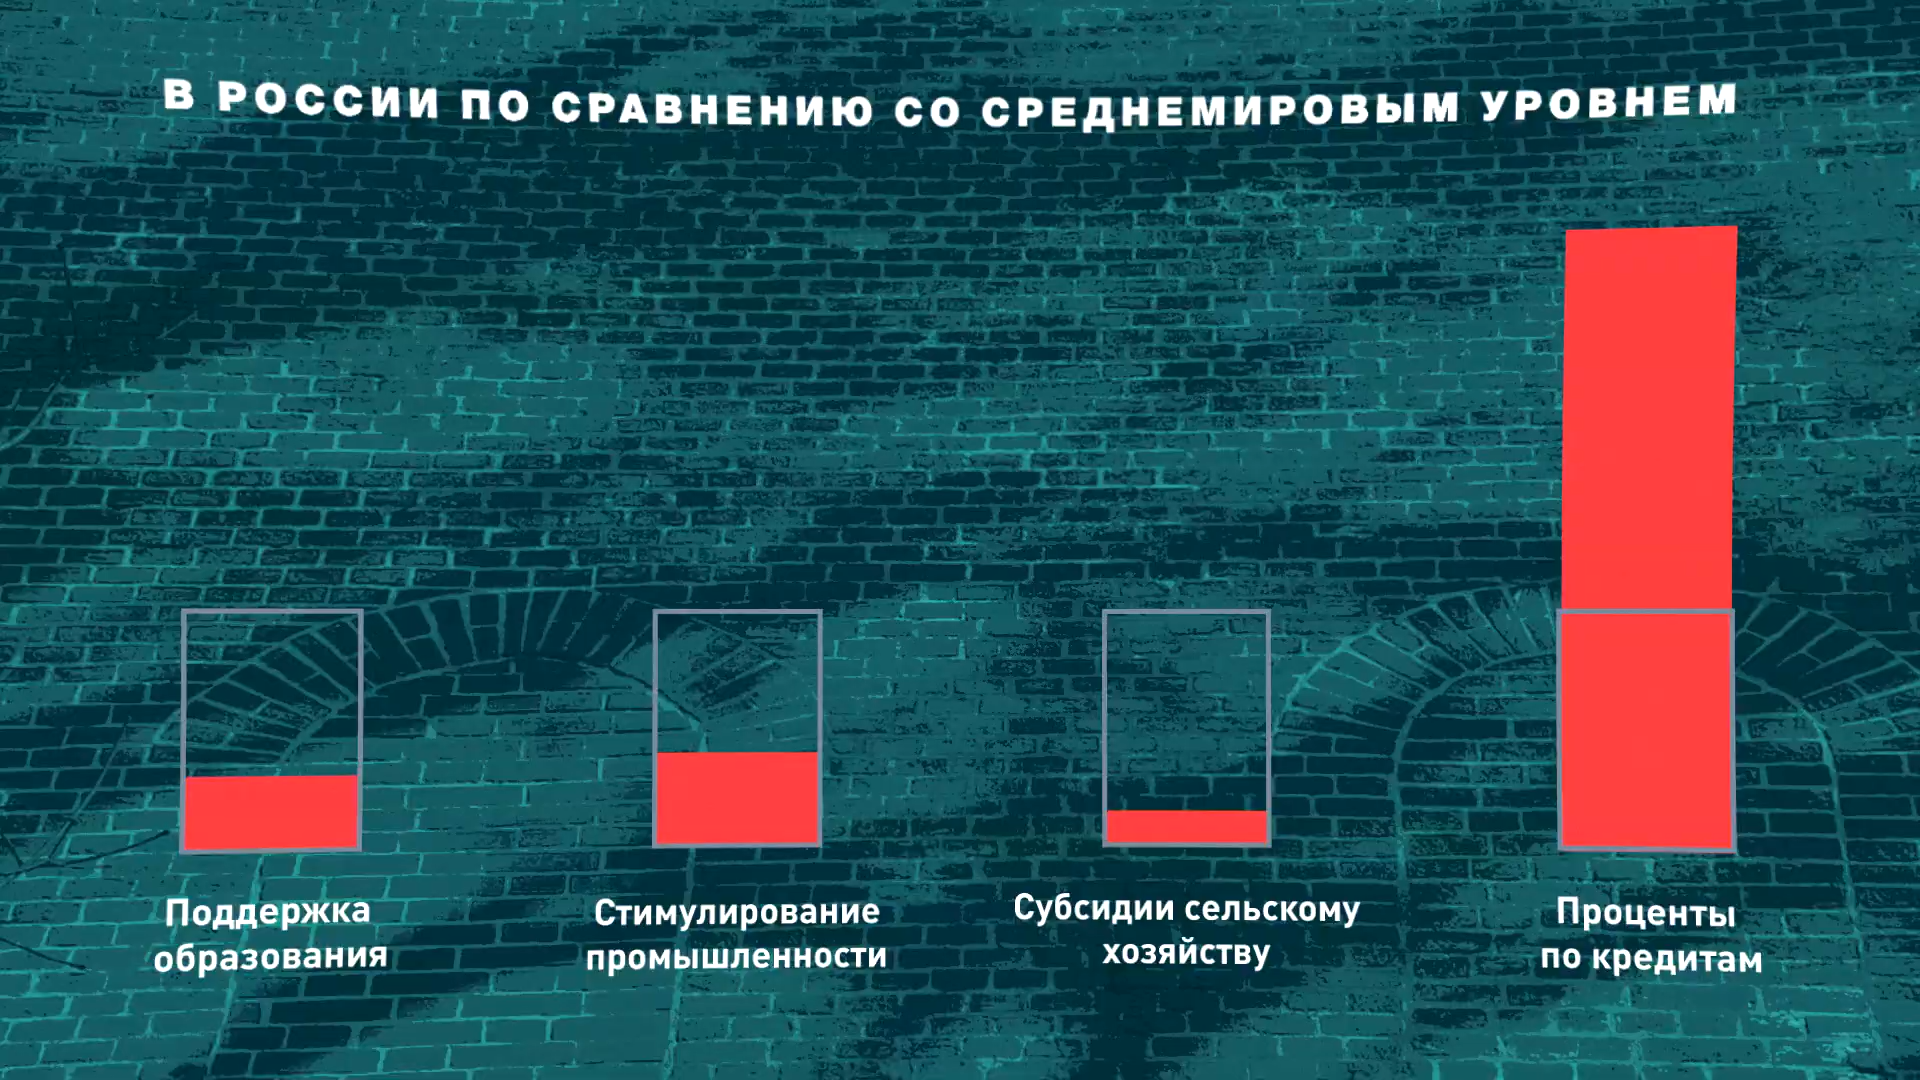 В РОССИИ ПО СРАВНЕНИЮ СО СРЕДНЕМИРОВЫМ УРОВНЕМ
Поддержка
образования
Стимулирование
промышленности
Субсидии сельскому
хозяйству
Проценты
по кредитам